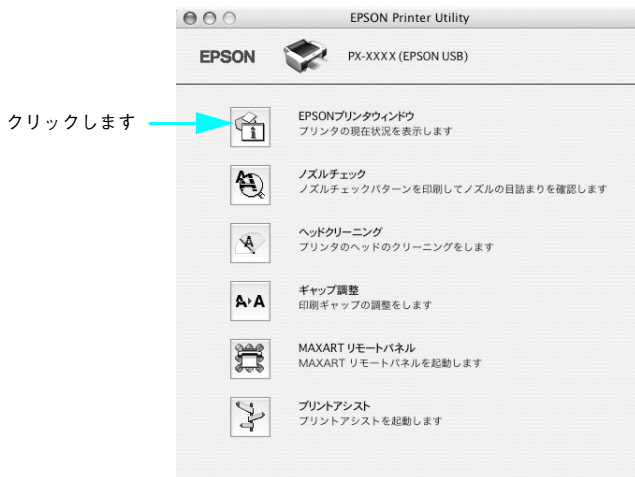 EPSON Printer Utility
EPSON
PX-XXXX (EPSON USB)
クリックします
EPSONプリンタウィンドウ
プリンタの現在状況を表示します
ノズルチェック
ノズルチェックパターンを印刷してノズルの目詰まりを確認します
ヘッドクリーニング
プリンタのヘッドのクリーニングをします
ギャップ調整
印刷ギャップの調整をします
MAXART リモートパネル
MAXART リモートパネルを起動します
プリントアシスト
プリントアシストを起動します